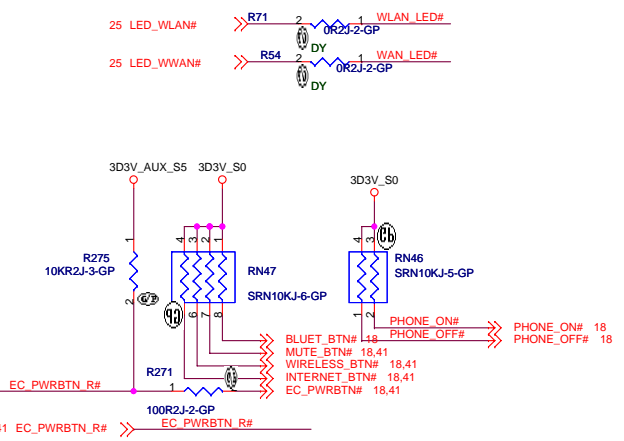 25 LED_WLAN# R71 2 1 WLAN_LED#
0R2J-2-GP
DY
25 LED_WWAN# R54 2 1 WAN_LED#
0R2J-2-GP
DY
3D3V_AUX_S5 3D3V_S0
3D3V_S0
1 4 3 2 1 4 3
R275
10KR2J-3-GP
RN47
SRN10KJ-6-GP
RN46
SRN10KJ-5-GP
2 6 7 8 1 2
PHONE_ON# PHONE_ON# 18
PHONE_OFF# PHONE_OFF# 18
BLUET_BTN# 18
MUTE_BTN# 18,41
WIRELESS_BTN# 18,41
INTERNET_BTN# 18,41
EC_PWRBTN# 18,41
R271
EC_PWRBTN_R# 1
100R2J-2-GP
41 EC_PWRBTN_R# EC_PWRBTN_R#